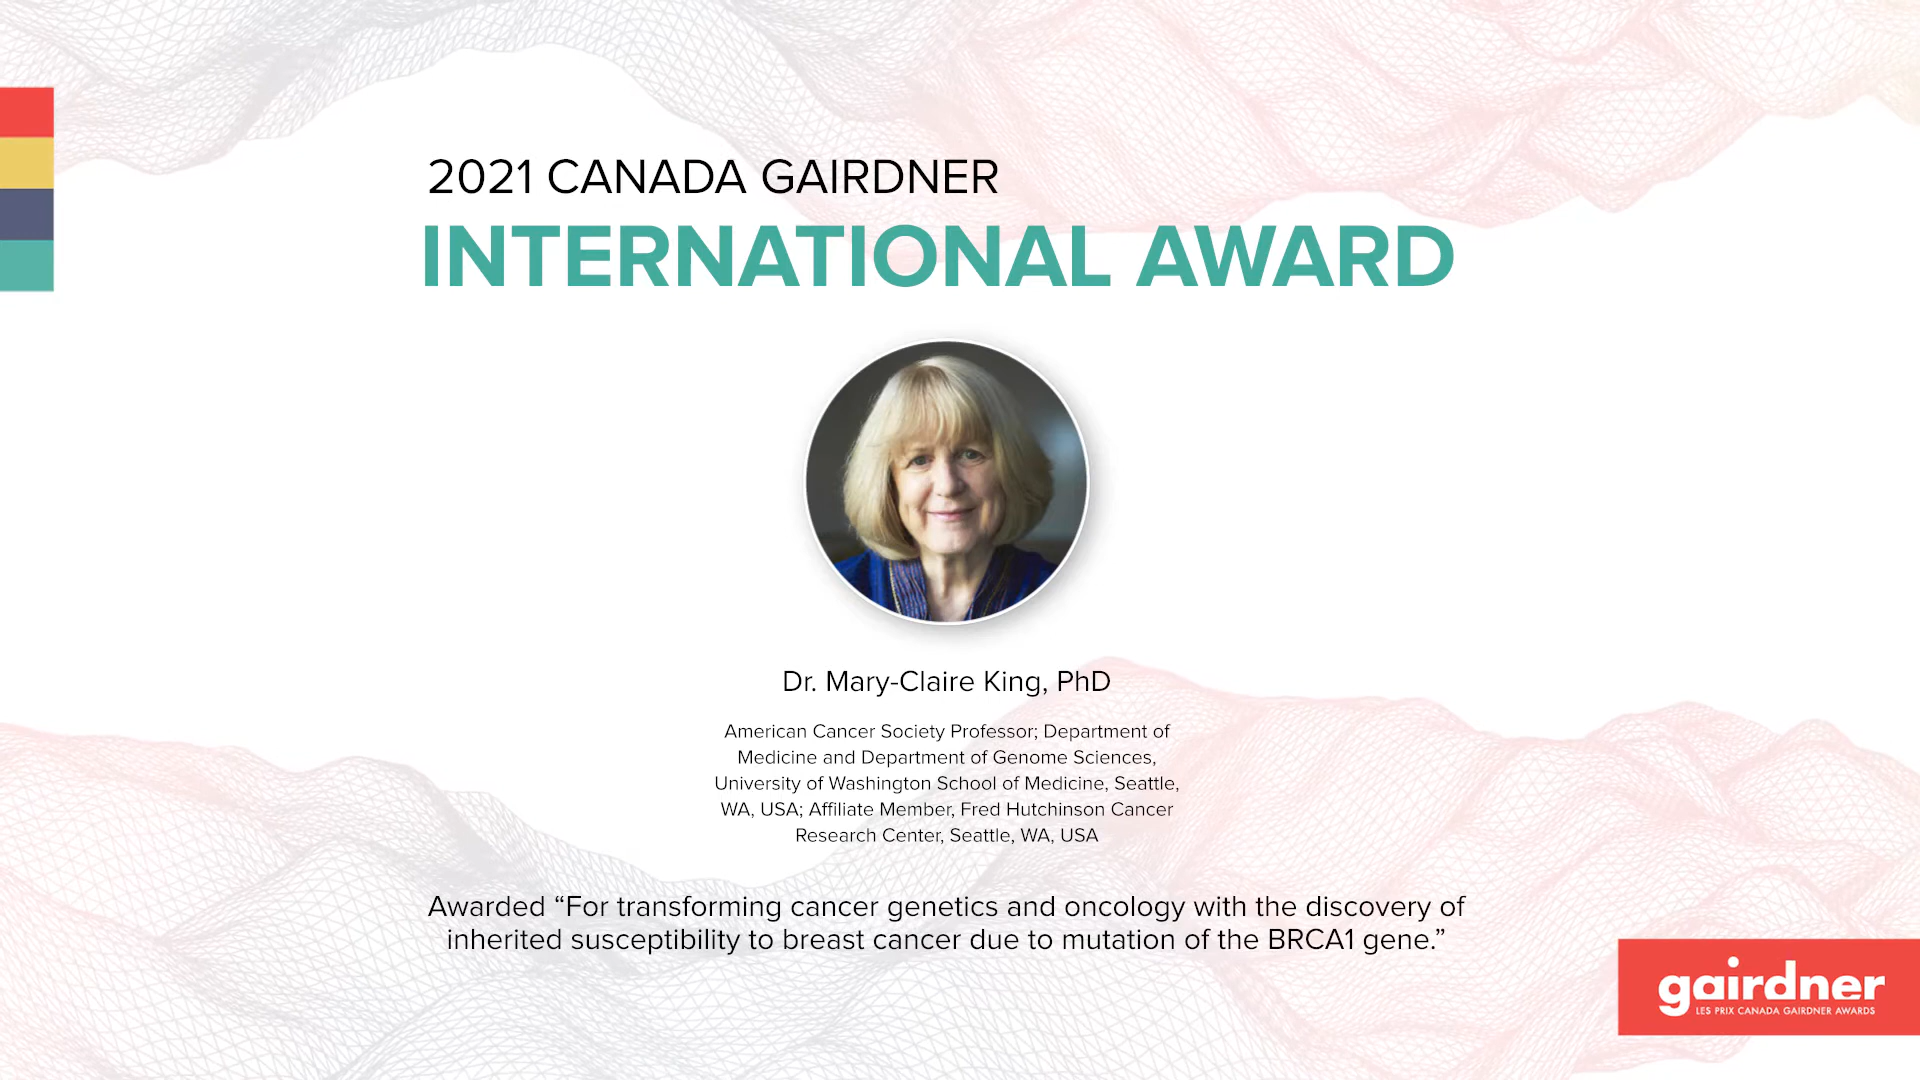 2021 CANADA GAIRDNER
INTERNATIONAL AWARD
Dr. Mary-Claire King, PhD
American Cancer Society Professor; Department of
Medicine and Department of Genome Sciences,
University of Washington School of Medicine, Seattle,
WA, USA; Affiliate Member, Fred Hutchinson Cancer
Research Center, Seattle, WA, USA
Awarded “For transforming cancer genetics and oncology with the discovery of
inherited susceptibility to breast cancer due to mutation of the BRCA1 gene.”
gairdner
LES PRIX CANADA GAIRDNER AWARDS